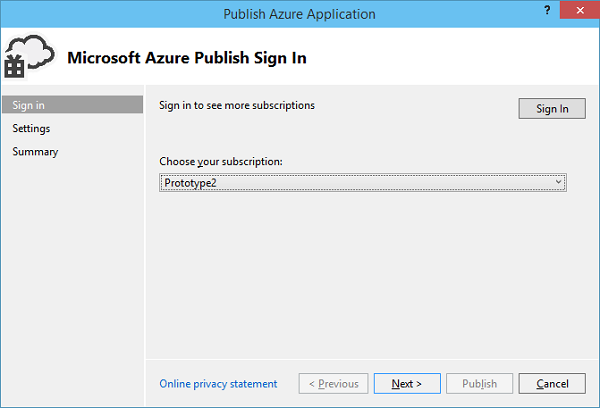 Publish Azure Application
?
Microsoft Azure Publish Sign In
Sign in
Settings
Summary
Sign in to see more subscriptions
Sign In
Choose your subscription:
Prototype2
Online privacy statement
< Previous
Next >
Publish
Cancel